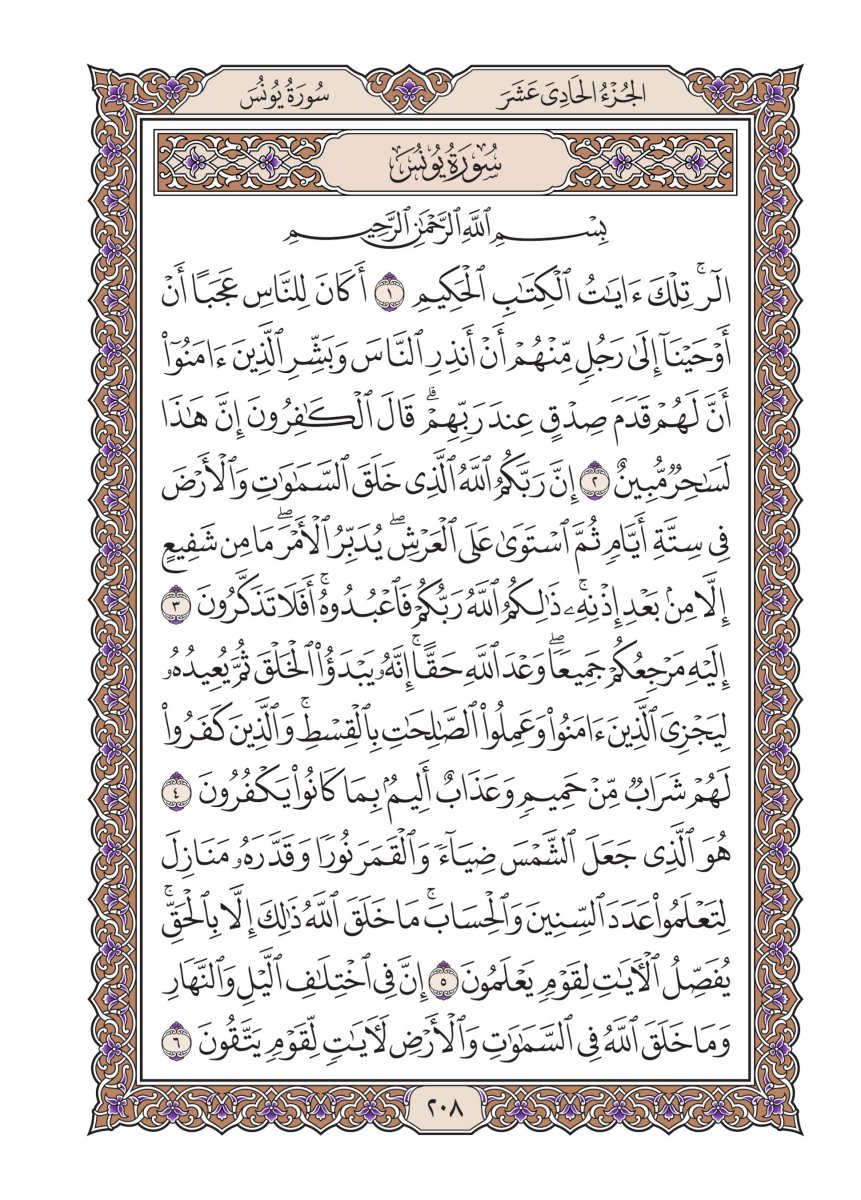 الجُزْءُ الحَادِىَ عَشَرَ
سُورَةُ يُونُسَ
سُورَةُ يُونُسَ
بِسْمِ ٱللَّهِ ٱلرَّحْمَٰنِ ٱلرَّحِيمِ
الٓرۚ تِلْكَ ءَايَٰتُ ٱلْكِتَٰبِ ٱلْحَكِيمِ ١ أَكَانَ لِلنَّاسِ عَجَبًا أَنْ
أَوْحَيْنَآ إِلَىٰ رَجُلٍ مِّنْهُمْ أَنْ أَنذِرِ ٱلنَّاسَ وَبَشِّرِ ٱلَّذِينَ ءَامَنُوٓا۟
أَنَّ لَهُمْ قَدَمَ صِدْقٍ عِندَ رَبِّهِمْۗ قَالَ ٱلْكَٰفِرُونَ إِنَّ هَٰذَا
لَسَٰحِرٌ مُّبِينٌ ٢ إِنَّ رَبَّكُمُ ٱللَّهُ ٱلَّذِى خَلَقَ ٱلسَّمَٰوَٰتِ وَٱلْأَرْضَ
فِى سِتَّةِ أَيَّامٍ ثُمَّ ٱسْتَوَىٰ عَلَى ٱلْعَرْشِۖ يُدَبِّرُ ٱلْأَمْرَۖ مَا مِن شَفِيعٍ
إِلَّا مِنۢ بَعْدِ إِذْنِهِۦۚ ذَٰلِكُمُ ٱللَّهُ رَبُّكُمْ فَٱعْبُدُوهُۚ أَفَلَا تَذَكَّرُونَ ٣
إِلَيْهِ مَرْجِعُكُمْ جَمِيعًاۖ وَعْدَ ٱللَّهِ حَقًّاۚ إِنَّهُۥ يَبْدَؤُا۟ ٱلْخَلْقَ ثُمَّ يُعِيدُهُۥ
لِيَجْزِىَ ٱلَّذِينَ ءَامَنُوا۟ وَعَمِلُوا۟ ٱلصَّٰلِحَٰتِ بِٱلْقِسْطِۚ وَٱلَّذِينَ كَفَرُوا۟
لَهُمْ شَرَابٌ مِّنْ حَمِيمٍ وَعَذَابٌ أَلِيمٌۢ بِمَا كَانُوا۟ يَكْفُرُونَ ٤
هُوَ ٱلَّذِى جَعَلَ ٱلشَّمْسَ ضِيَآءً وَٱلْقَمَرَ نُورًا وَقَدَّرَهُۥ مَنَازِلَ
لِتَعْلَمُوا۟ عَدَدَ ٱلسِّنِينَ وَٱلْحِسَابَۚ مَا خَلَقَ ٱللَّهُ ذَٰلِكَ إِلَّا بِٱلْحَقِّۚ
يُفَصِّلُ ٱلْءَايَٰتِ لِقَوْمٍ يَعْلَمُونَ ٥ إِنَّ فِى ٱخْتِلَٰفِ ٱلَّيْلِ وَٱلنَّهَارِ
وَمَا خَلَقَ ٱللَّهُ فِى ٱلسَّمَٰوَٰتِ وَٱلْأَرْضِ لَءَايَٰتٍ لِّقَوْمٍ يَتَّقُونَ ٦
٢٠٨